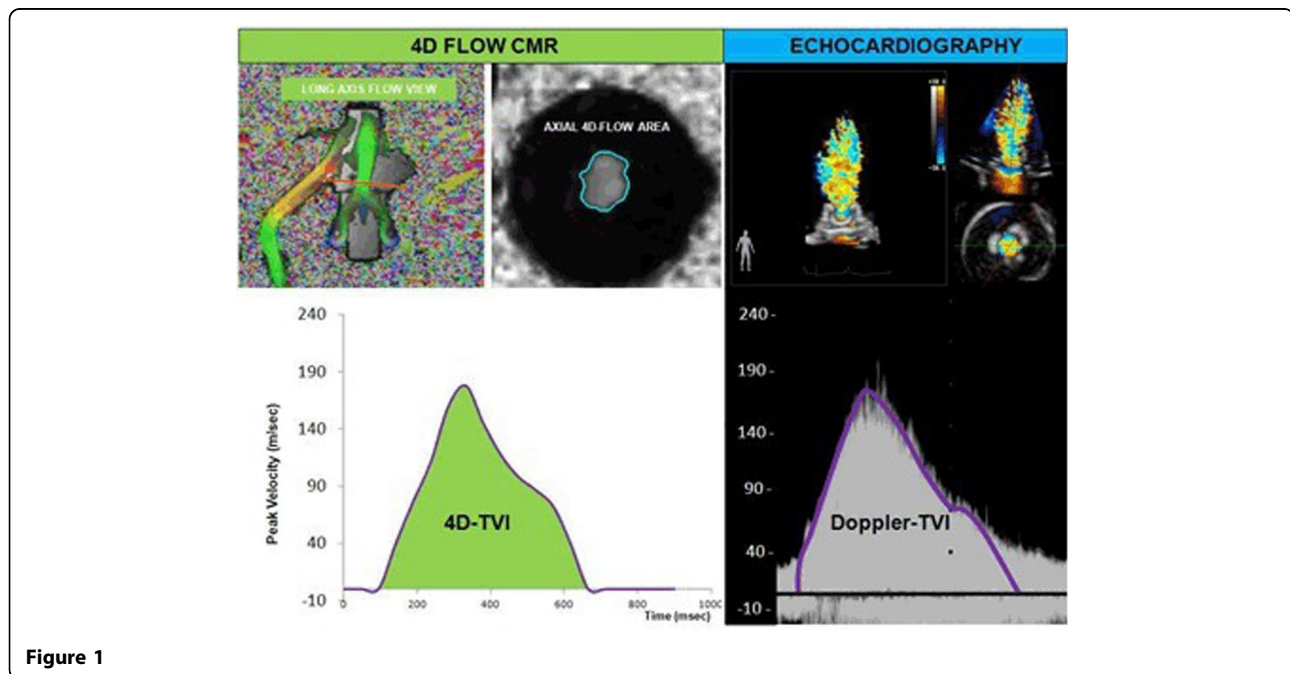 4D FLOW CMR
ECHOCARDIOGRAPHY
LONG AXIS FLOW VIEW
AXIAL 4D-FLOW AREA
240
190
140
90
40
-10
Peak Velocity (m/sec)
4D-TVI
0
200
400
600
800
1000
Time (msec)
240 -
190 -
140 -
90 -
40 -
-10 -
Doppler-TVI
Figure 1